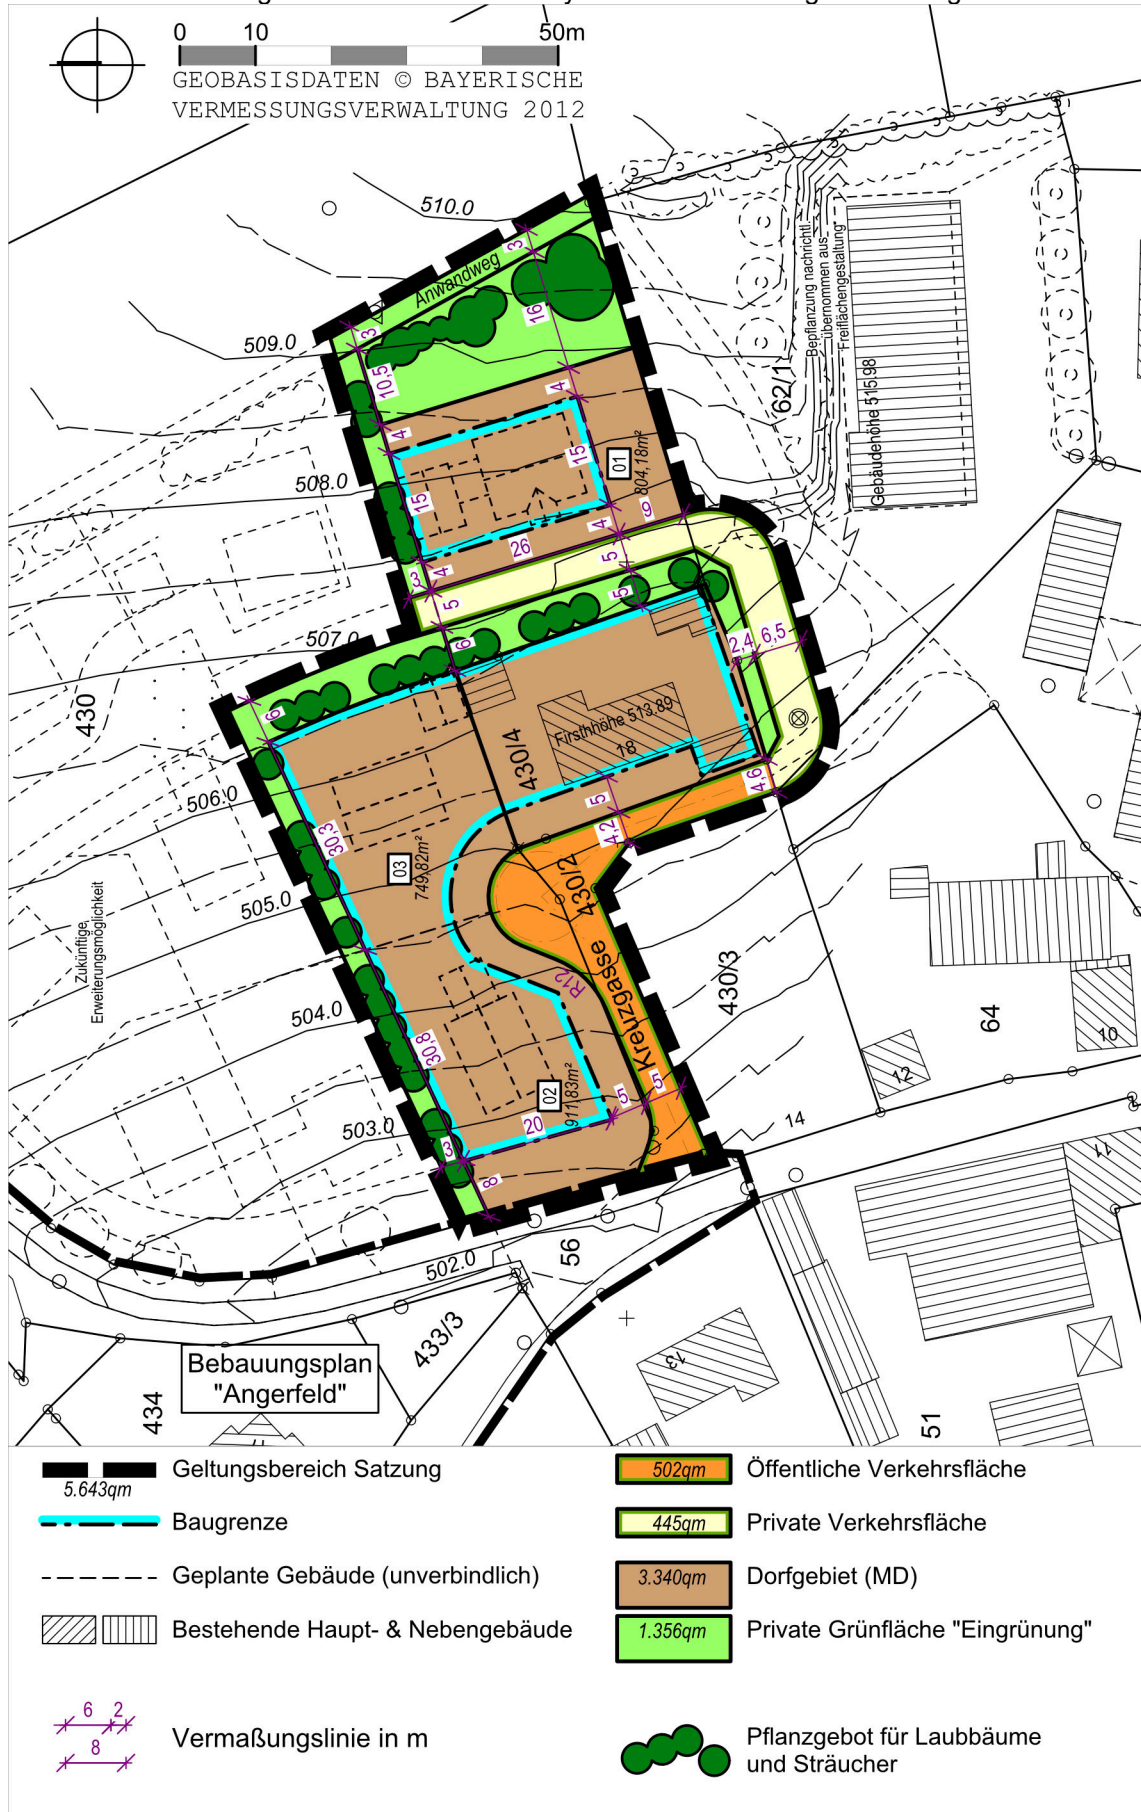 0 10 50m
GEOBASISDATEN © BAYERISCHE
VERMESSUNGSVERWALTUNG 2012
510.0
Anwandweg
3
3
16
509.0
10,5
4
4
Bepflanzung nachrichtl.
übernommen aus
Freiflächengestaltung
62/1
Gebäudehöhe 515.98
508.0
15
15
01
804,18m²
4
9
26
3
4
5
5
5
507.0
6
2,4
6,5
430
6
Firsthöhe 513.89
18
430/4
506.0
4,6
5
4,2
30,3
03
749,82m²
430/2
505.0
Zukünftige
Erweiterungsmöglichkeit
Kreuzgasse
R12
430/3
504.0
30,8
64
10
12
02
911,83m²
5
5
503.0
20
3
8
14
11
56
502.0
433/3
13
Bebauungsplan
"Angerfeld"
434
51
Geltungsbereich Satzung
5.643qm
Baugrenze
Geplante Gebäude (unverbindlich)
Bestehende Haupt- & Nebengebäude
6 2
8
Vermaßungslinie in m
502qm Öffentliche Verkehrsfläche
445qm Private Verkehrsfläche
3.340qm Dorfgebiet (MD)
1.356qm Private Grünfläche "Eingrünung"
Pflanzgebot für Laubbäume
und Sträucher